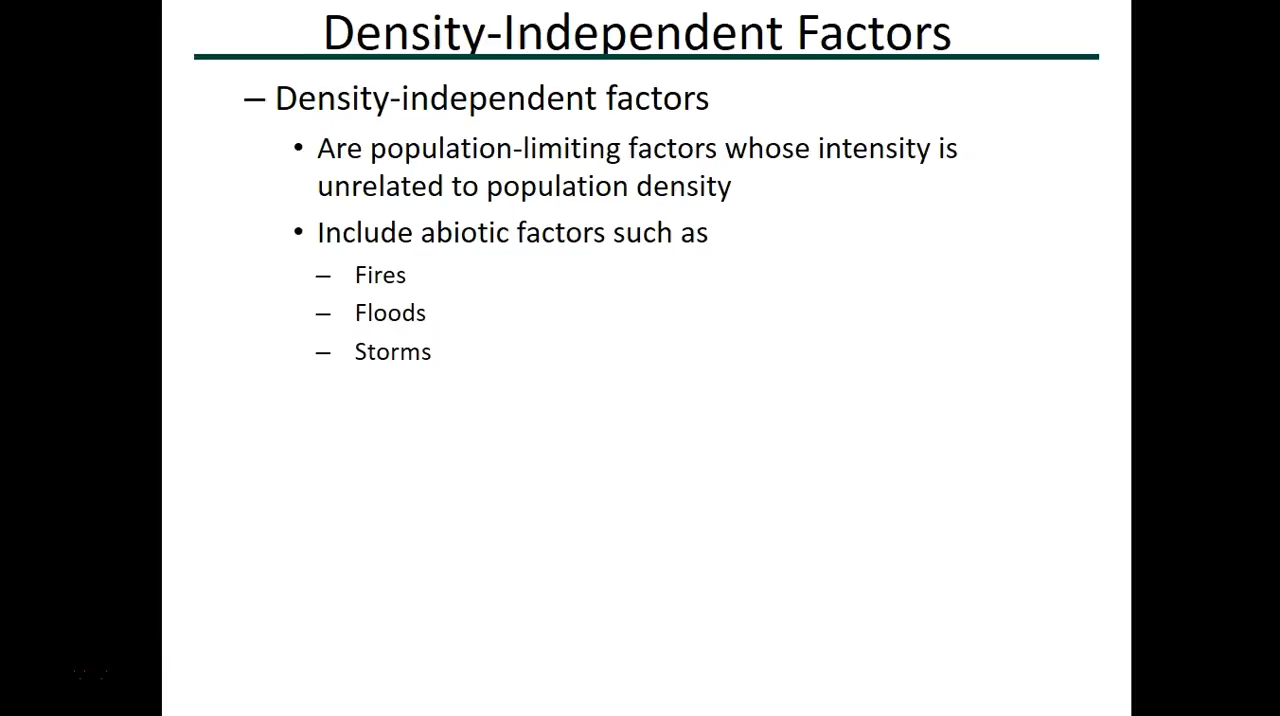 Density-Independent Factors
– Density-independent factors
• Are population-limiting factors whose intensity is
unrelated to population density
• Include abiotic factors such as
– Fires
– Floods
– Storms